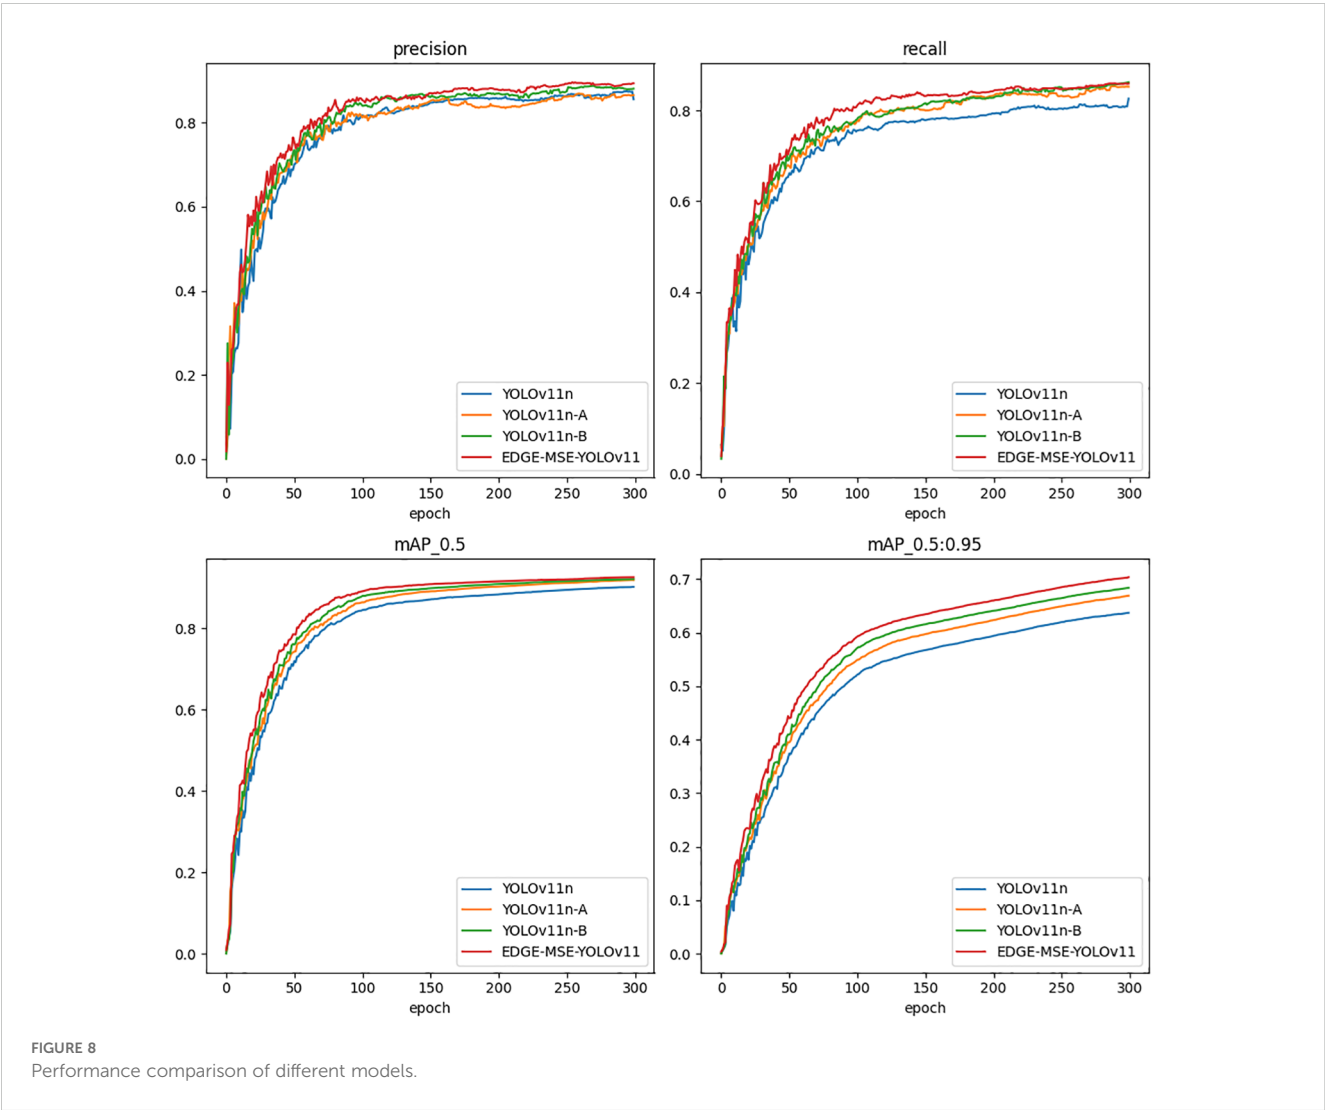 precision
0.8
0.6
0.4
0.2
0.0
YOLOv11n
YOLOv11n-A
YOLOv11n-B
EDGE-MSE-YOLOv11
0 50 100 150 200 250 300
epoch
recall
0.8
0.6
0.4
0.2
0.0
YOLOv11n
YOLOv11n-A
YOLOv11n-B
EDGE-MSE-YOLOv11
0 50 100 150 200 250 300
epoch
mAP_0.5
0.8
0.6
0.4
0.2
0.0
YOLOv11n
YOLOv11n-A
YOLOv11n-B
EDGE-MSE-YOLOv11
0 50 100 150 200 250 300
epoch
mAP_0.5:0.95
0.7
0.6
0.5
0.4
0.3
0.2
0.1
0.0
YOLOv11n
YOLOv11n-A
YOLOv11n-B
EDGE-MSE-YOLOv11
0 50 100 150 200 250 300
epoch
FIGURE 8
Performance comparison of different models.